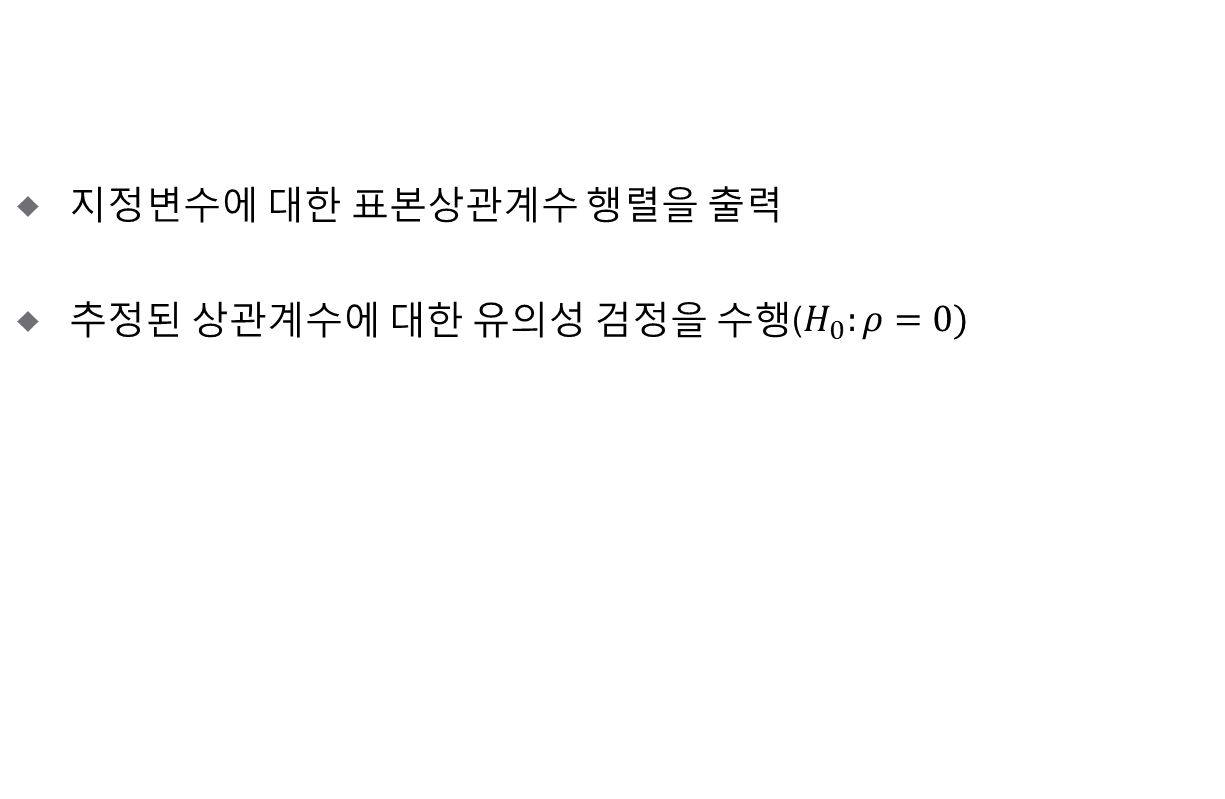 ◆ 지정변수에 대한 표본상관계수 행렬을 출력
◆ 추정된 상관계수에 대한 유의성 검정을 수행(H₀: ρ = 0)